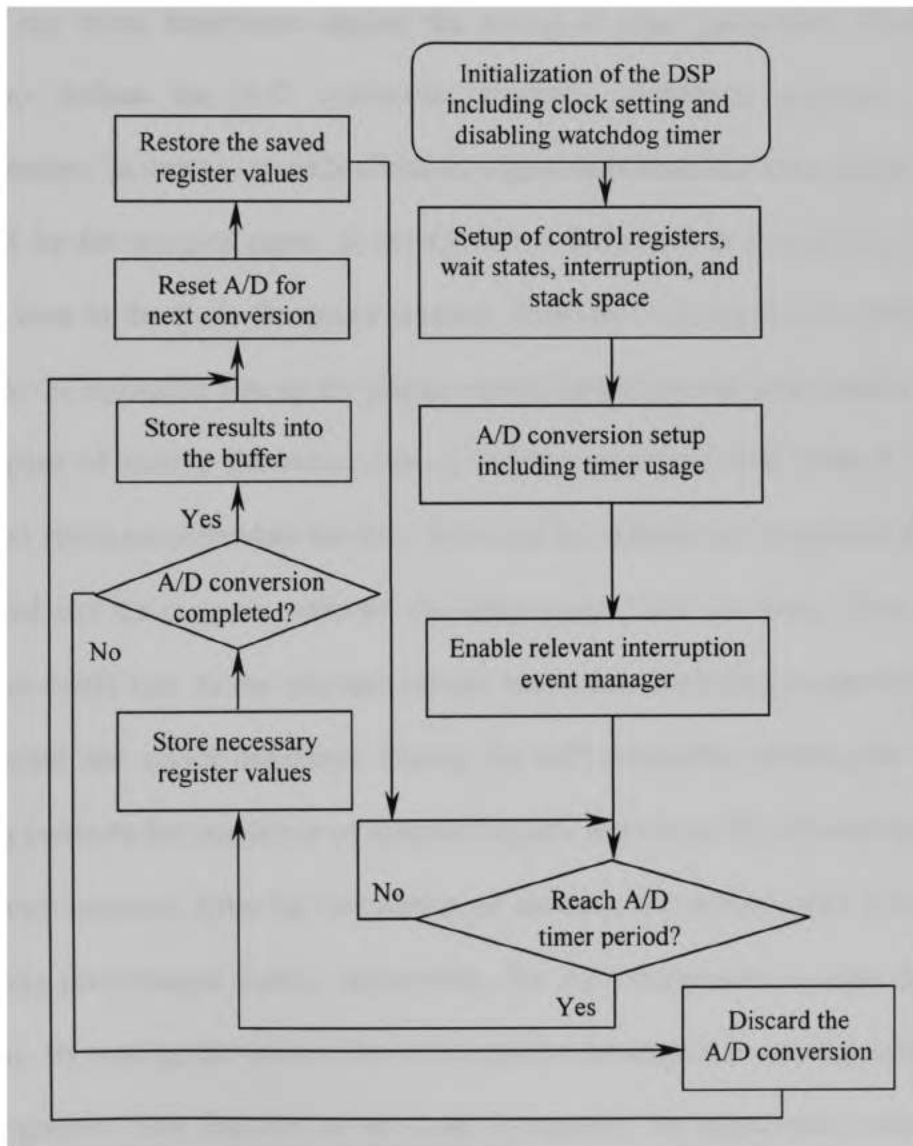 Initialization of the DSP
including clock setting and
disabling watchdog timer
Restore the saved
register values
Setup of control registers,
wait states, interruption, and
stack space
Reset A/D for
next conversion
Store results into
the buffer
A/D conversion setup
including timer usage
Yes
A/D conversion
completed?
No
Enable relevant interruption
event manager
Store necessary
register values
No
Reach A/D
timer period?
Yes
Discard the
A/D conversion